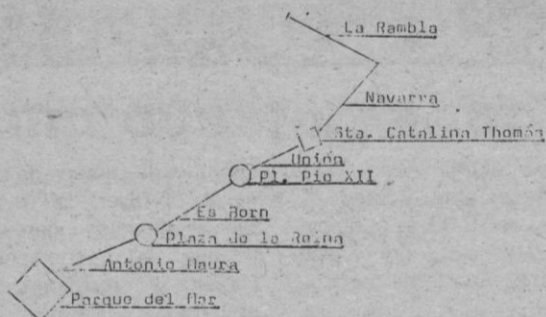 La Rambla
Navarra
Sta. Catalina Thomás
Unión
Pl. Pio XII
Es Born
Plaza de la Reina
Antonio Maura
Parque del Mar